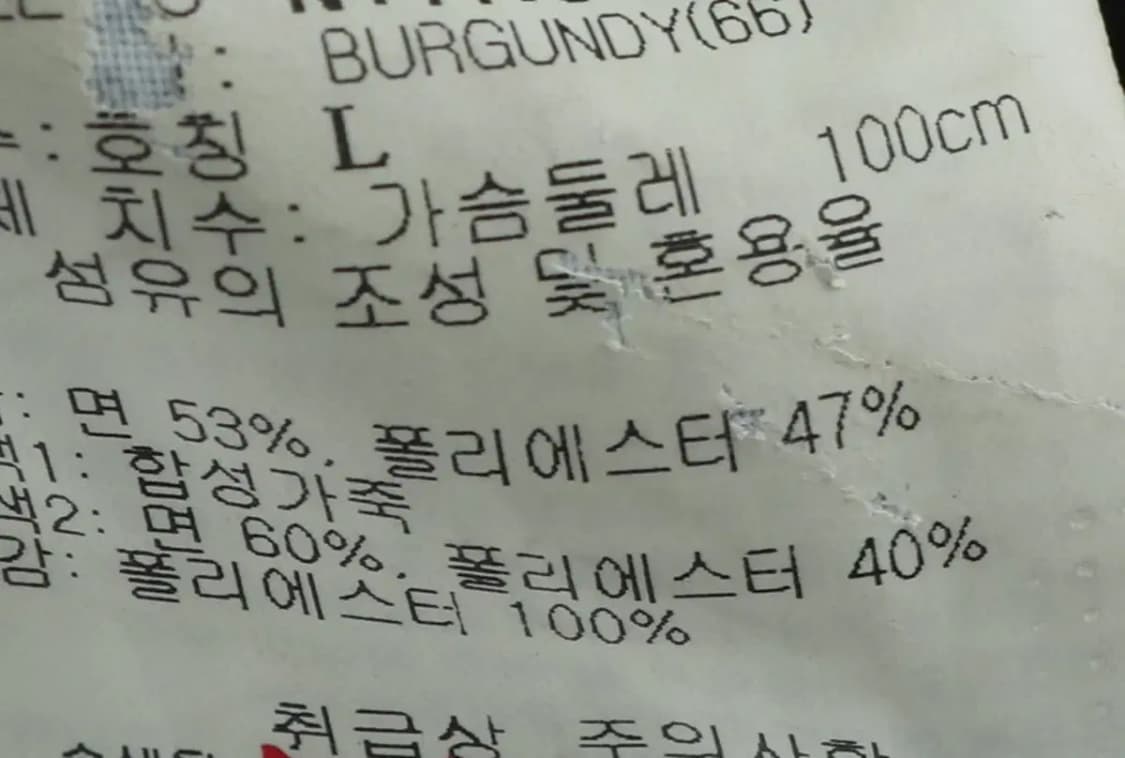 : BURGUNDY(66)
: 호칭 L
치수: 가슴둘레 100cm
섬유의 조성 및 혼용율
: 면 53%. 폴리에스터 47%
1: 합성가죽
2: 면 60%. 폴리에스터 40%
감: 폴리에스터 100%
취급상 주의사항